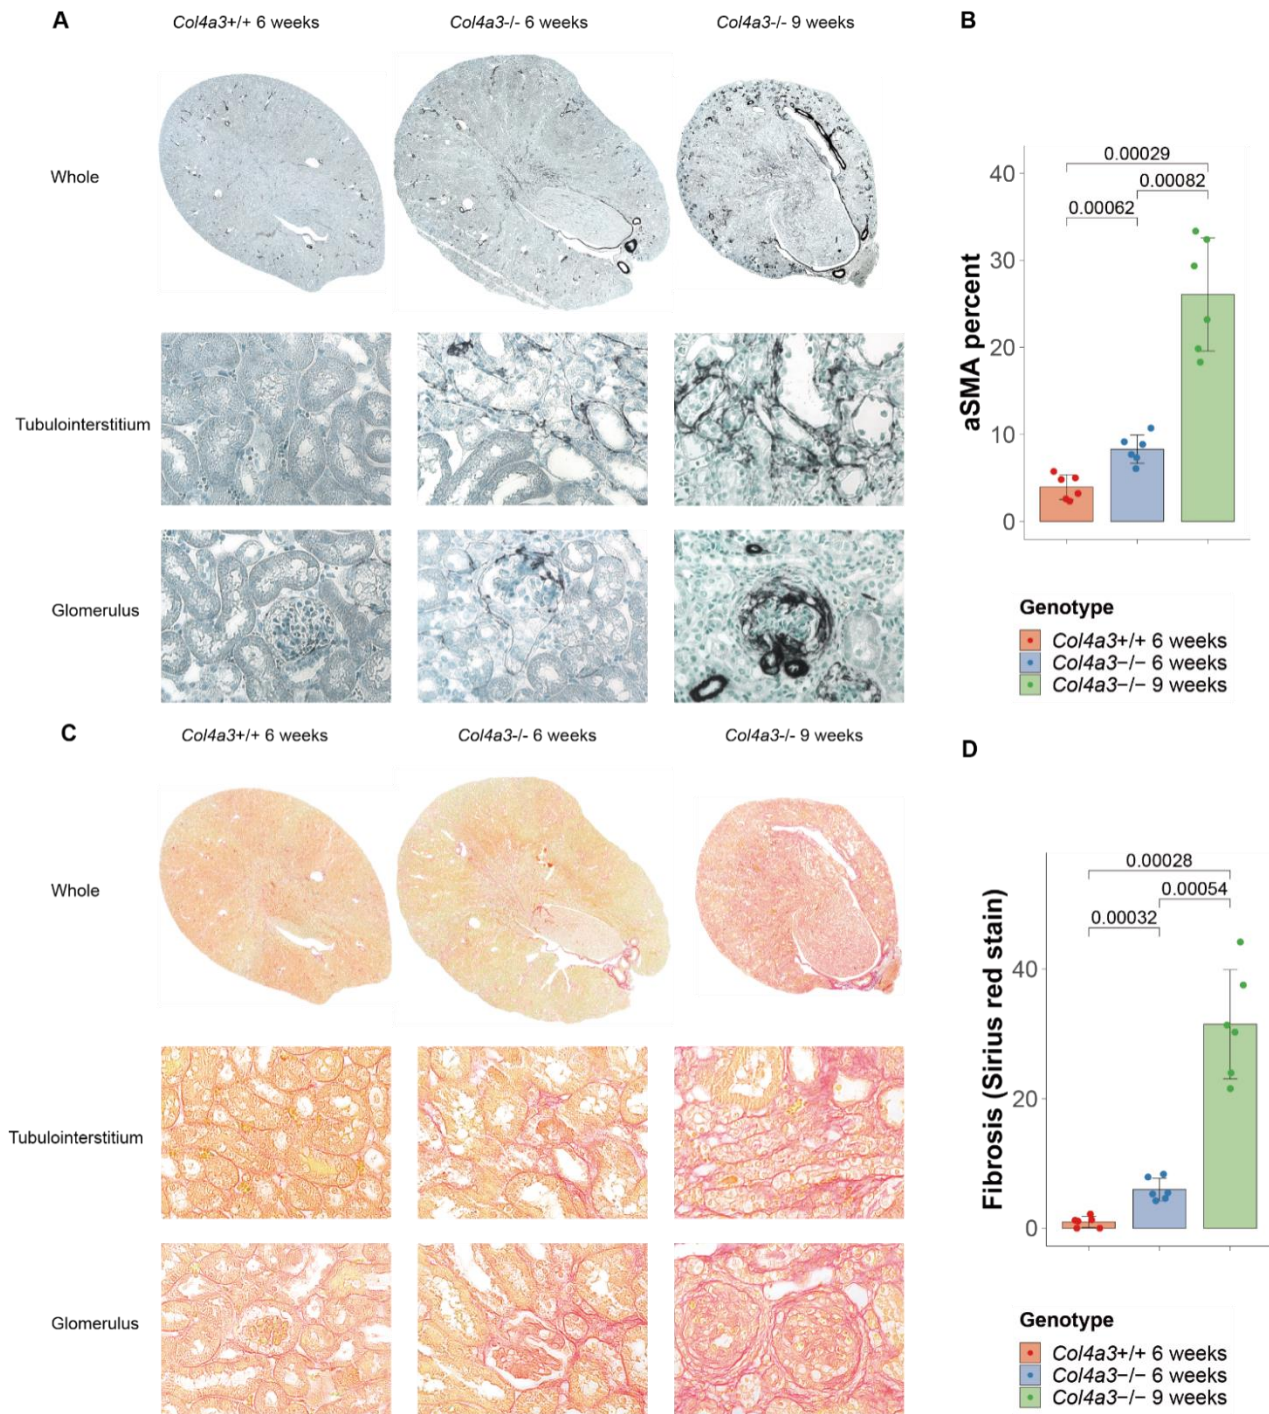 A
Col4a3+/+ 6 weeks
Col4a3-/- 6 weeks
Col4a3-/- 9 weeks
Whole
Tubulointerstitium
Glomerulus
B
aSMA percent
40
30
20
10
0
0.00029
0.00082
0.00062
Genotype
Col4a3+/+ 6 weeks
Col4a3−/− 6 weeks
Col4a3−/− 9 weeks
C
Col4a3+/+ 6 weeks
Col4a3-/- 6 weeks
Col4a3-/- 9 weeks
Whole
Tubulointerstitium
Glomerulus
D
Fibrosis (Sirius red stain)
40
20
0
0.00028
0.00054
0.00032
Genotype
Col4a3+/+ 6 weeks
Col4a3−/− 6 weeks
Col4a3−/− 9 weeks